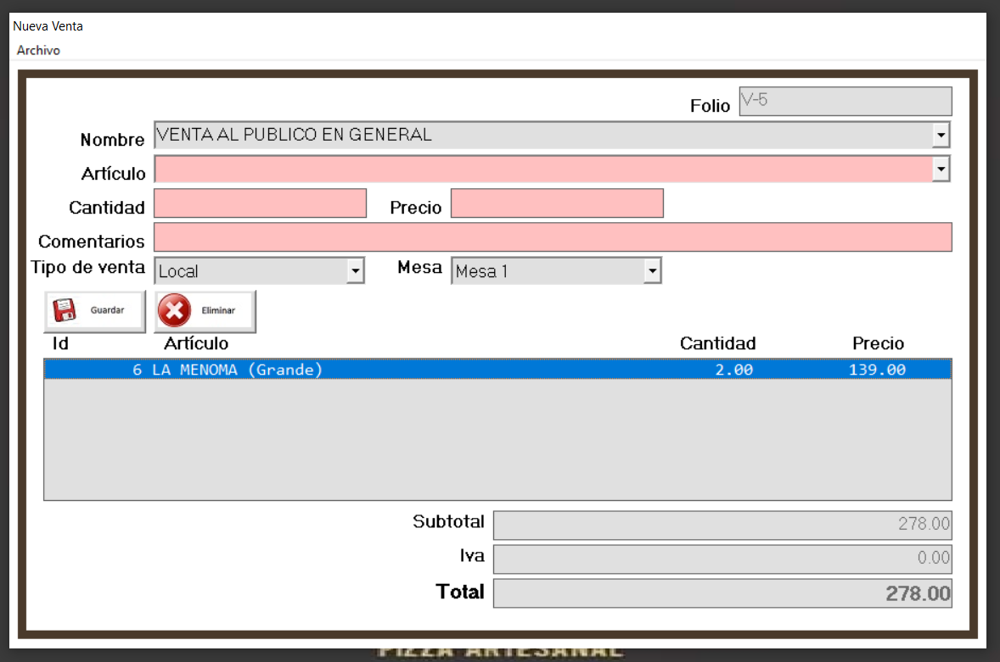 Nueva Venta
Archivo
Folio V-5
Nombre VENTA AL PUBLICO EN GENERAL
Artículo
Cantidad Precio
Comentarios
Tipo de venta Local Mesa Mesa 1
Guardar Eliminar
Id Artículo Cantidad Precio
6 LA MENOMA (Grande) 2.00 139.00
Subtotal 278.00
Iva 0.00
Total 278.00
PIZZA ARTESANAL